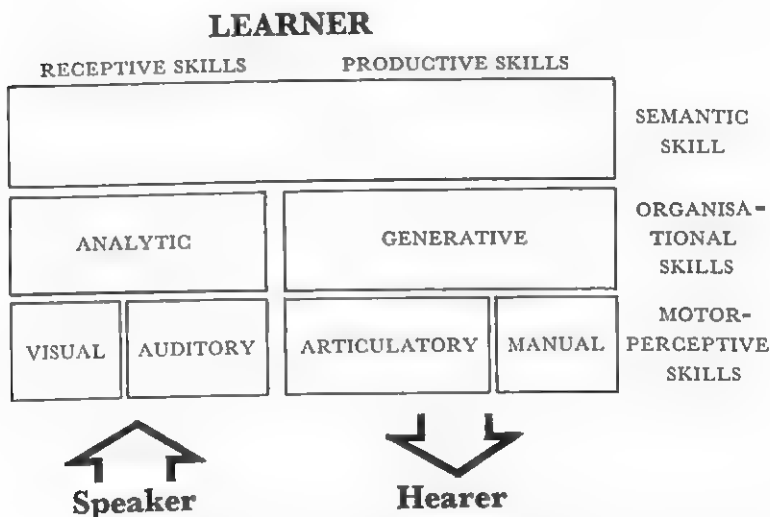 LEARNER
RECEPTIVE SKILLS PRODUCTIVE SKILLS
SEMANTIC
SKILL
ANALYTIC
GENERATIVE
ORGANISA-
TIONAL
SKILLS
VISUAL
AUDITORY
ARTICULATORY
MANUAL
MOTOR-
PERCEPTIVE
SKILLS
Speaker
Hearer